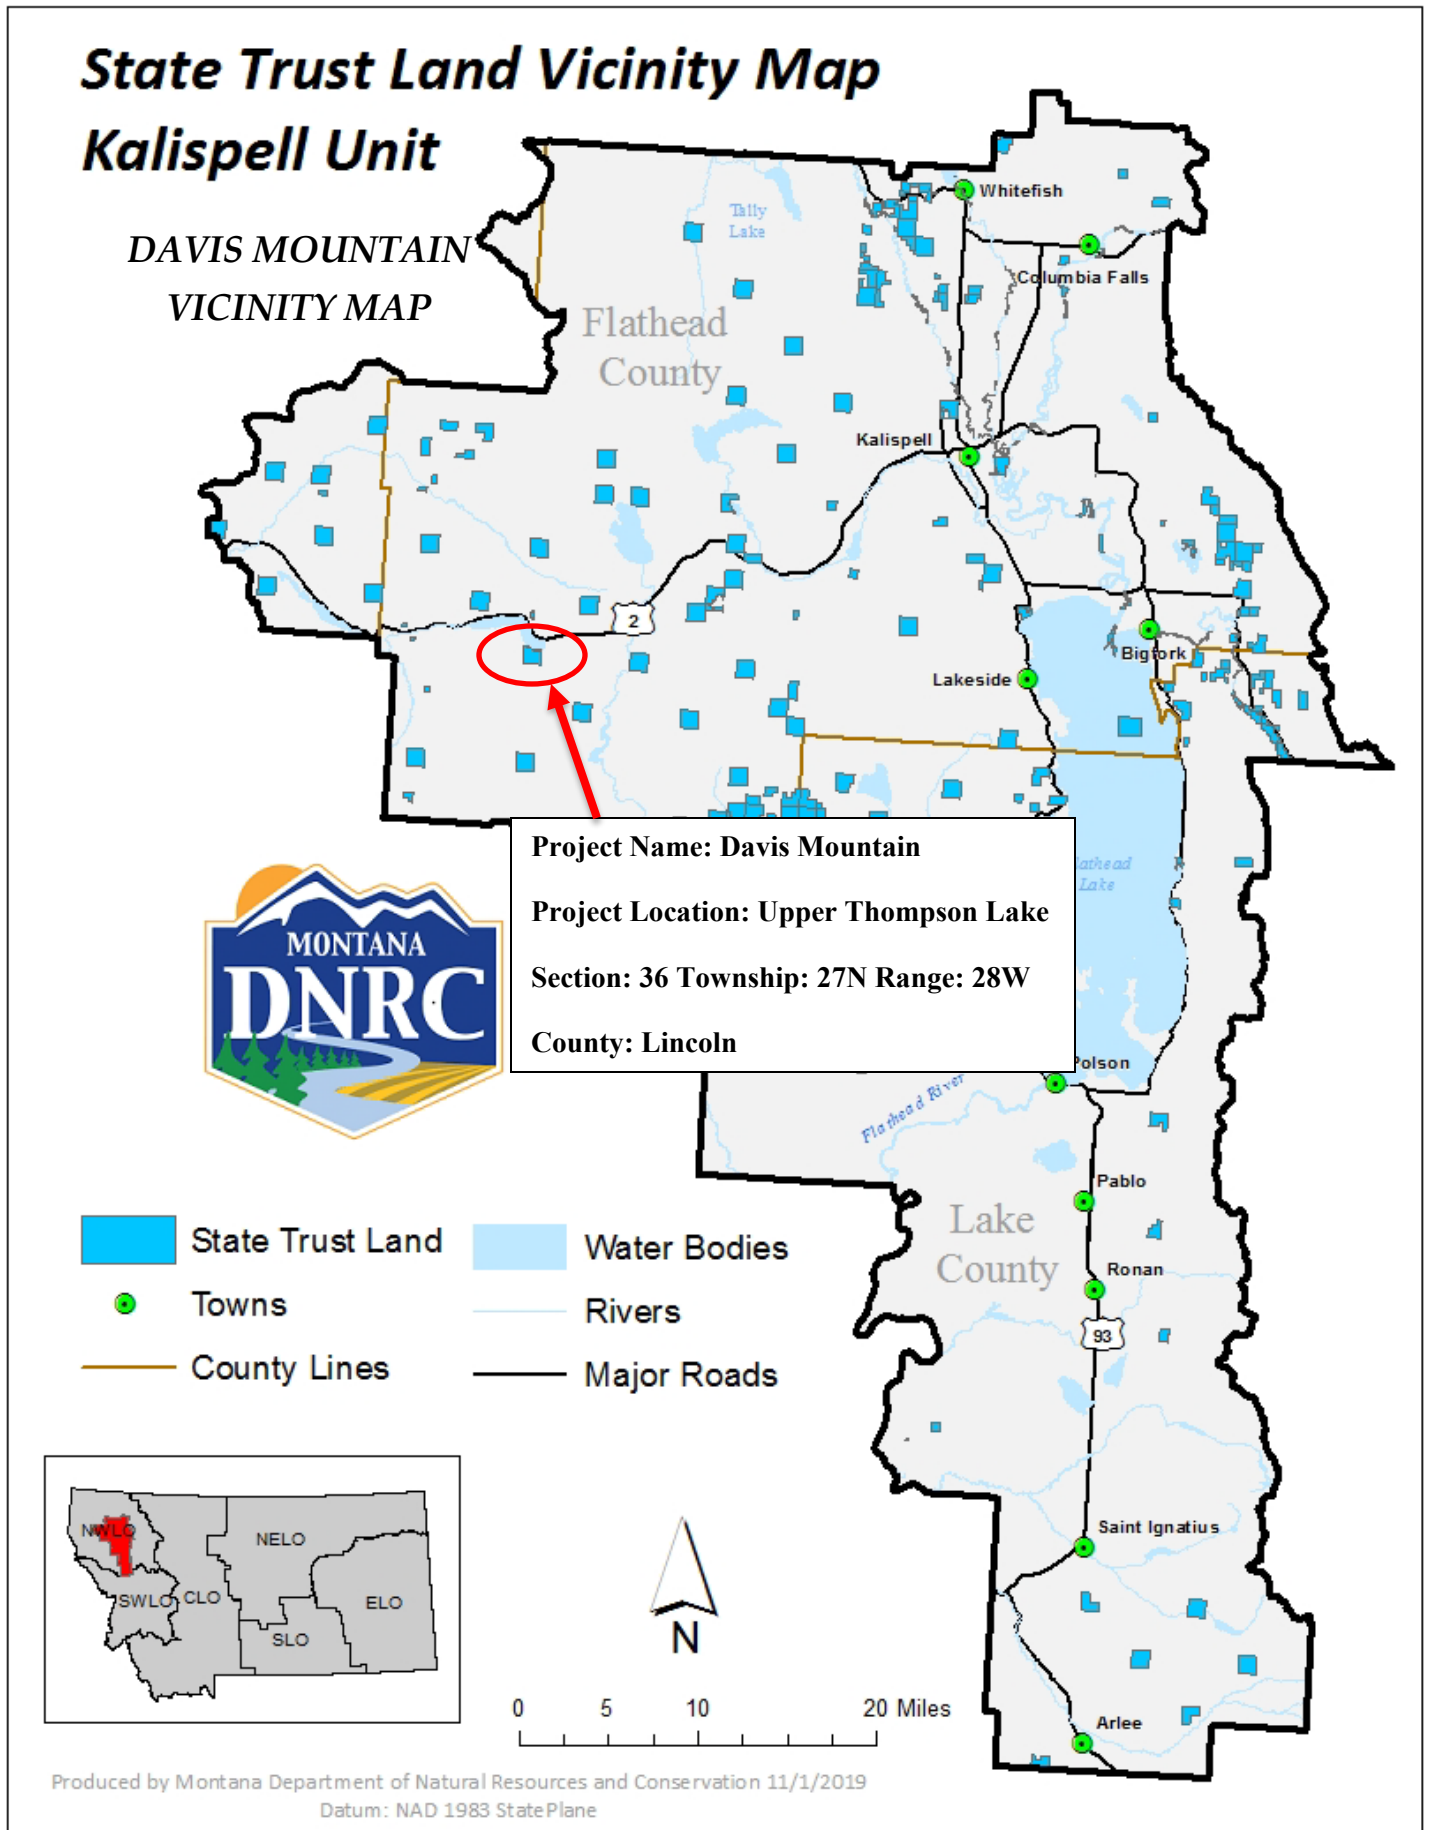 State Trust Land Vicinity Map
Kalispell Unit
DAVIS MOUNTAIN
VICINITY MAP
Whitefish
Tally
Lake
Columbia Falls
Flathead
County
Kalispell
2
Bigfork
Lakeside
Project Name: Davis Mountain
Project Location: Upper Thompson Lake
Section: 36 Township: 27N Range: 28W
County: Lincoln
lathead
Lake
MONTANA
DNRC
Polson
Flathead River
Pablo
Lake
County
Ronan
93
State Trust Land
Water Bodies
Towns
Rivers
County Lines
Major Roads
NWLO
NELO
SWLO
CLO
ELO
SLO
Saint Ignatius
N
0 5 10 20 Miles
Arlee
Produced by Montana Department of Natural Resources and Conservation 11/1/2019
Datum: NAD 1983 StatePlane